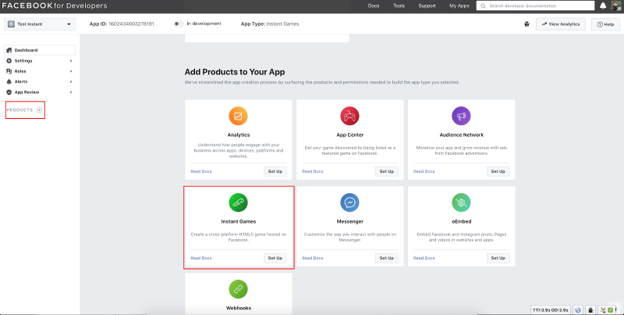 FACEBOOK for Developers
Docs
Tools
Support
My Apps
Search developer documentation
Test Instant
App ID: 1602434603276191
In development
App Type: Instant Games
View Analytics
Help
Dashboard
Settings
Roles
Alerts
App Review
PRODUCTS
Add Products to Your App
We've streamlined the app creation process by surfacing the products and permissions needed to build the app type you selected.
Analytics
Understand how people engage with your
business across apps, devices, platforms and
websites.
Read Docs
Set Up
App Center
Get your game discovered by being listed as a
featured game on Facebook.
Read Docs
Set Up
Audience Network
Monetize your app and grow revenue with ads
from Facebook advertisers.
Read Docs
Set Up
Instant Games
Create a cross platform HTML5 game hosted on
Facebook.
Read Docs
Set Up
Messenger
Customize the way you interact with people on
Messenger.
Read Docs
Set Up
oEmbed
Embed Facebook and Instagram posts, Pages
and videos in websites and apps.
Read Docs
Set Up
Webhooks
TTI 3.9s DD 3.9s